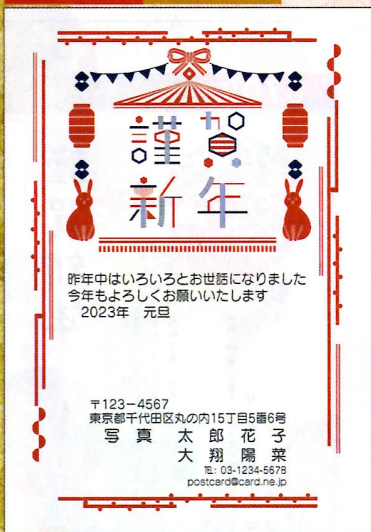 謹賀
新年
昨年中はいろいろとお世話になりました
今年もよろしくお願いいたします
2023年 元旦
〒123-4567
東京都千代田区丸の内15丁目5番6号
写真 太郎 花子
大翔 陽菜
TEL: 03-1234-5678
postcard@card.ne.jp